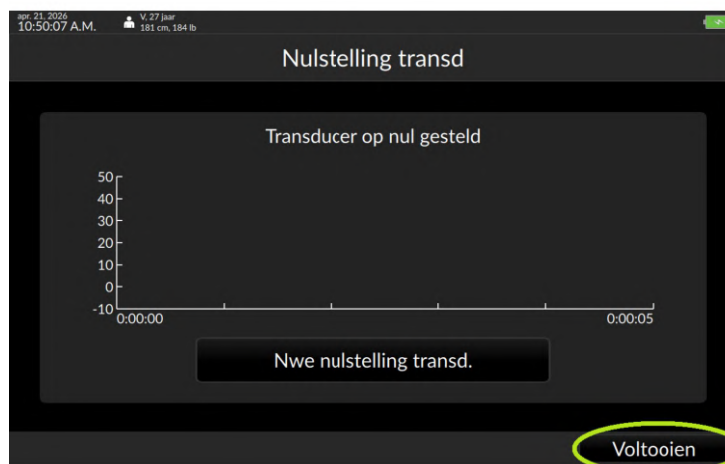 apr. 21, 2026
10:50:07 A.M.
V, 27 jaar
181 cm, 184 lb
Nulstelling transd
Transducer op nul gesteld
50
40
30
20
10
0
-10
0:00:00
0:00:05
Nwe nulstelling transd.
Voltooien